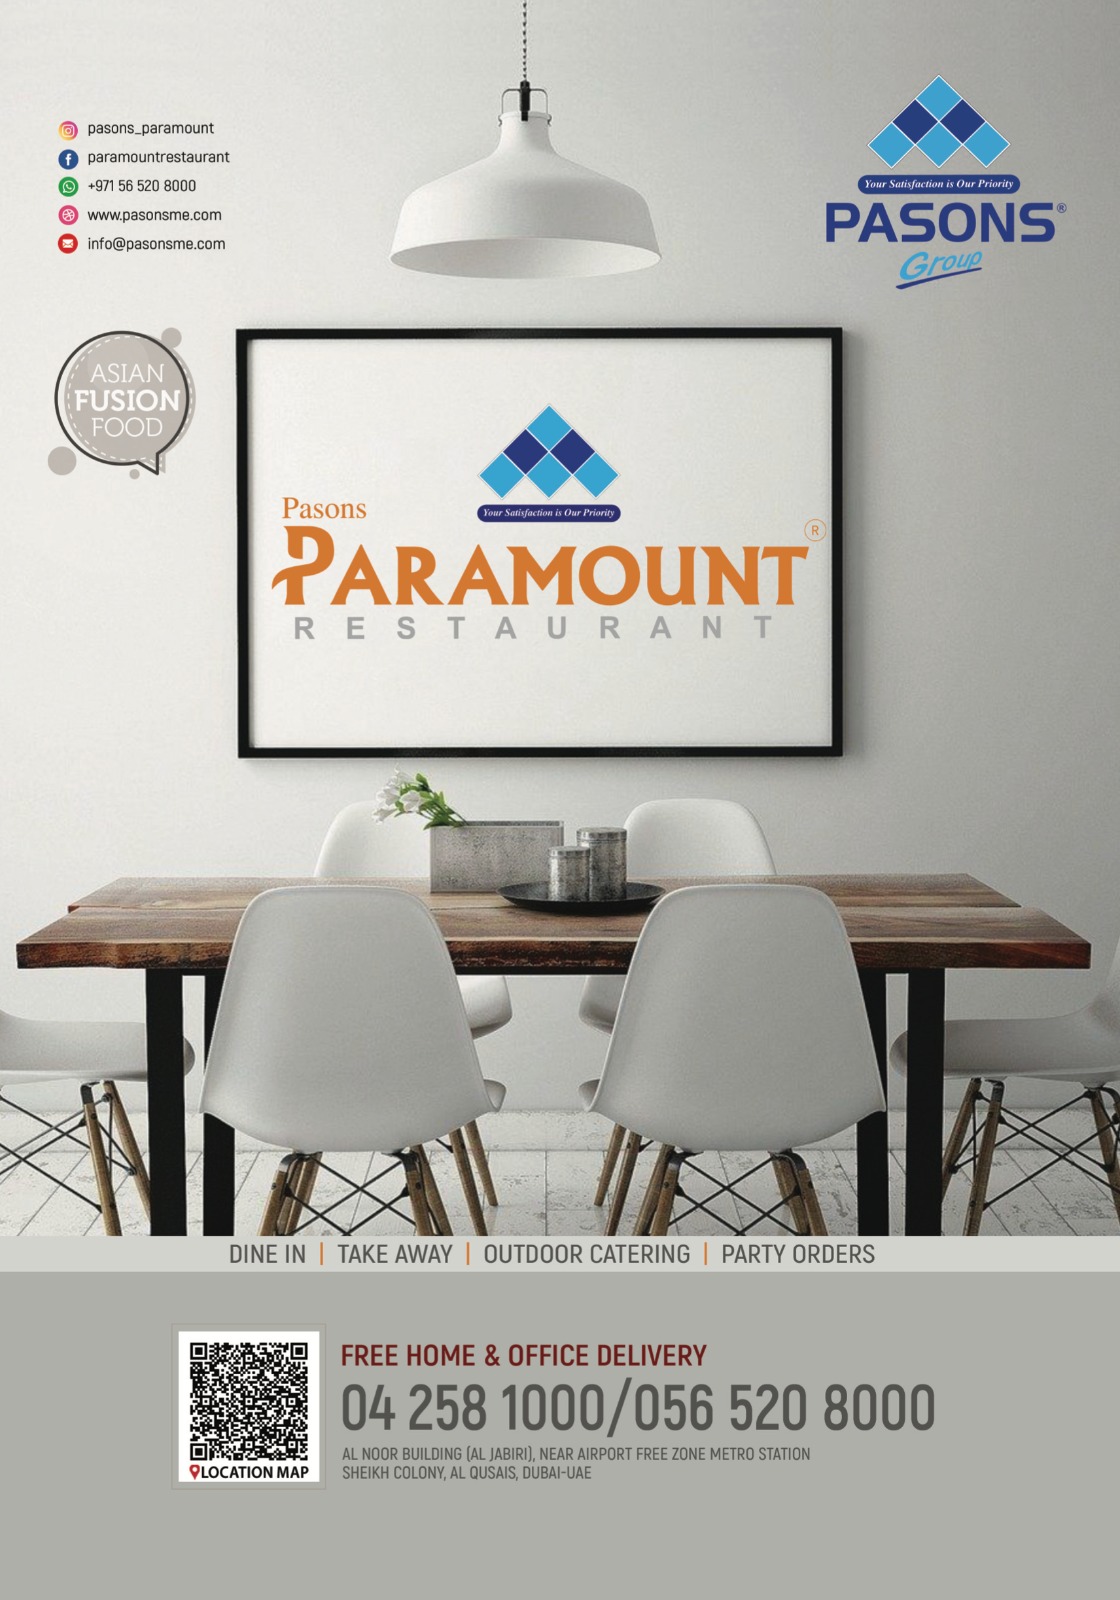 pasons_paramount
paramountrestaurant
+971 56 520 8000
www.pasonsme.com
info@pasonsme.com
Your Satisfaction is Our Priority
PASONS®
Group
ASIAN
FUSION
FOOD
Your Satisfaction is Our Priority
Pasons
PARAMOUNT ®
RESTAURANT
DINE IN | TAKE AWAY | OUTDOOR CATERING | PARTY ORDERS
FREE HOME & OFFICE DELIVERY
04 258 1000/056 520 8000
AL NOOR BUILDING (AL JABIRI), NEAR AIRPORT FREE ZONE METRO STATION
SHEIKH COLONY, AL QUSAIS, DUBAI-UAE
LOCATION MAP